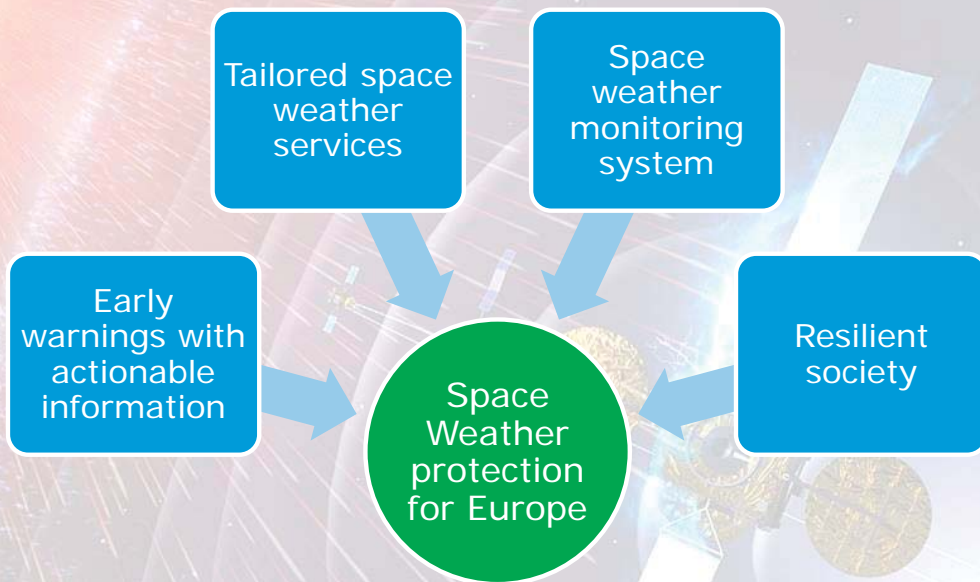 Tailored space
weather
services
Space
weather
monitoring
system
Early
warnings with
actionable
information
Resilient
society
Space
Weather
protection
for Europe